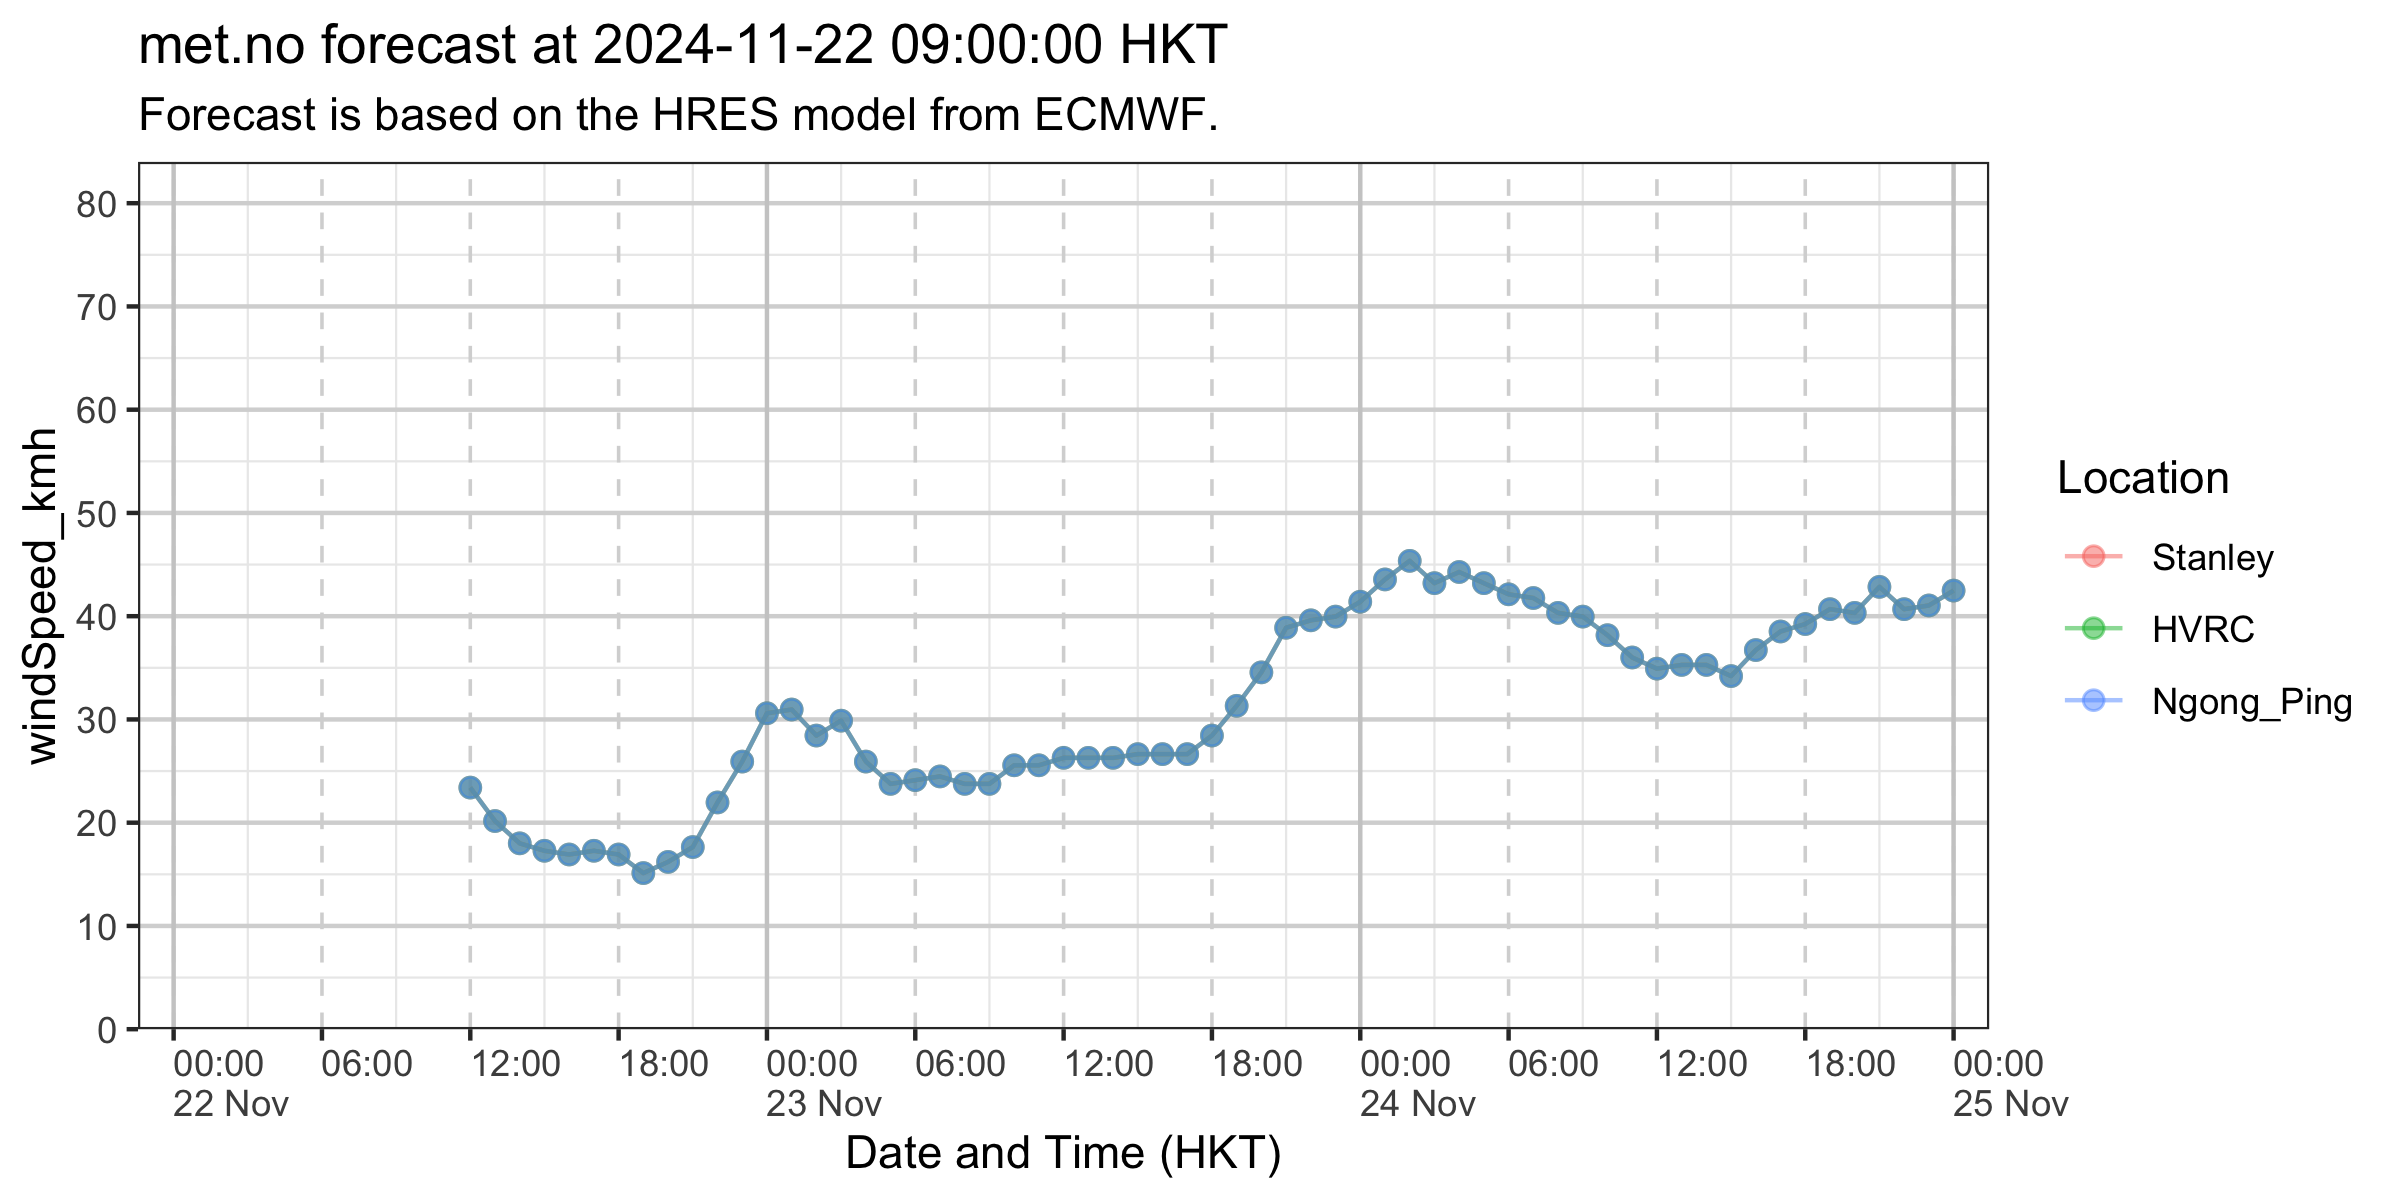 met.no forecast at 2024-11-22 09:00:00 HKT
Forecast is based on the HRES model from ECMWF.
windSpeed_kmh
80
70
60
50
40
30
20
10
0
00:00 06:00 12:00 18:00 00:00 06:00 12:00 18:00 00:00 06:00 12:00 18:00 00:00
22 Nov 23 Nov 24 Nov 25 Nov
Date and Time (HKT)
Location
Stanley
HVRC
Ngong_Ping